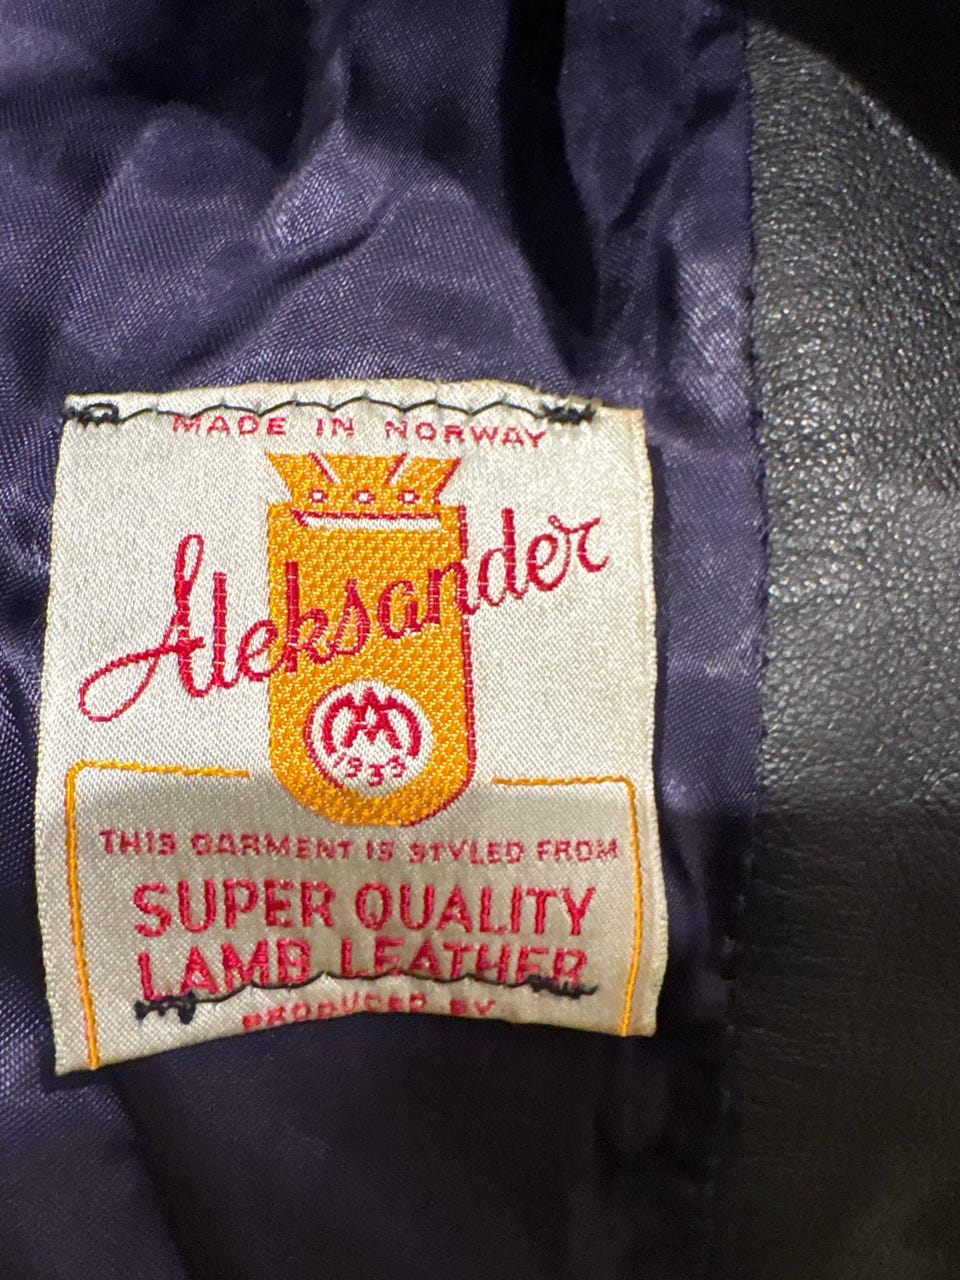 MADE IN NORWAY
Aleksander
1933
THIS GARMENT IS STYLED FROM
SUPER QUALITY
LAMB LEATHER
PRODUCED BY